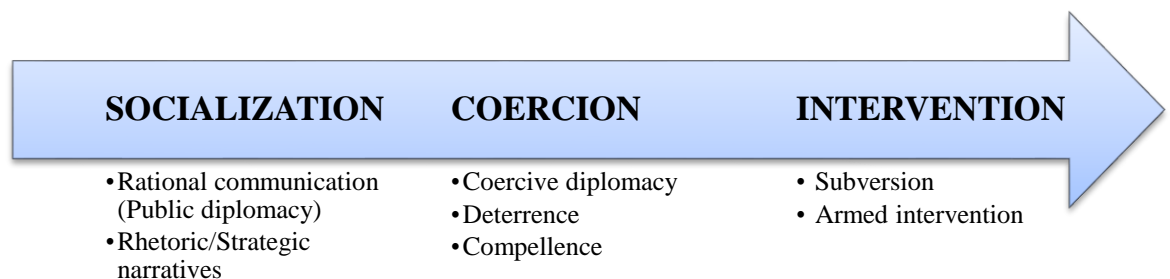 SOCIALIZATION
•Rational communication
(Public diplomacy)
•Rhetoric/Strategic
narratives
COERCION
•Coercive diplomacy
•Deterrence
•Compellence
INTERVENTION
• Subversion
• Armed intervention